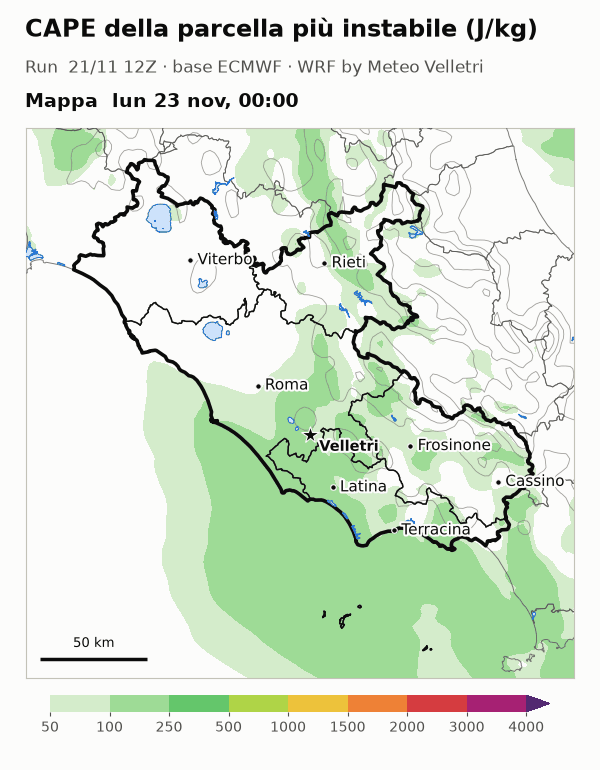 CAPE della parcella più instabile (J/kg)
Run  21/11 12Z · base ECMWF · WRF by Meteo Velletri
Mappa  lun 23 nov, 00:00
Viterbo
Rieti
Roma
Velletri
Frosinone
Cassino
Latina
Terracina
50 km
50 100 250 500 1000 1500 2000 3000 4000